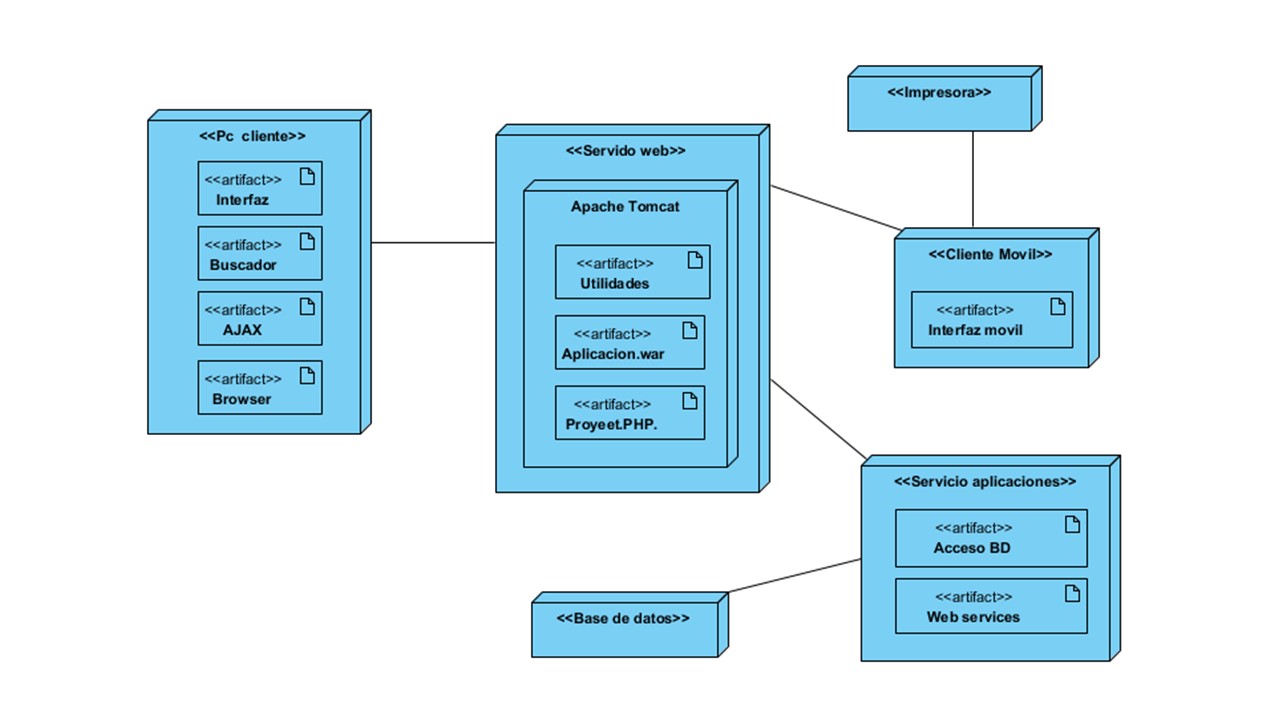 <<Pc cliente>>
<<artifact>>
Interfaz
<<artifact>>
Buscador
<<artifact>>
AJAX
<<artifact>>
Browser
<<Servido web>>
Apache Tomcat
<<artifact>>
Utilidades
<<artifact>>
Aplicacion.war
<<artifact>>
Proyeet.PHP.
<<Impresora>>
<<Cliente Movil>>
<<artifact>>
Interfaz movil
<<Servicio aplicaciones>>
<<artifact>>
Acceso BD
<<artifact>>
Web services
<<Base de datos>>